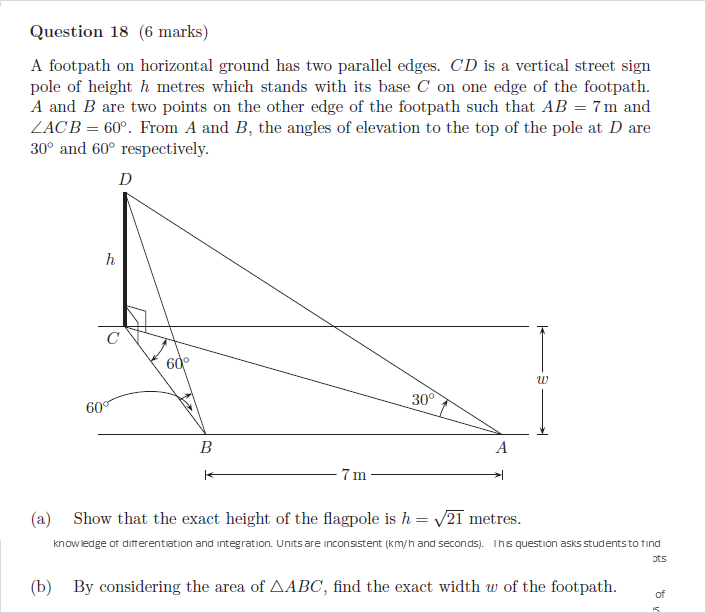 Question 18 (6 marks)
A footpath on horizontal ground has two parallel edges. CD is a vertical street sign
pole of height h metres which stands with its base C on one edge of the footpath.
A and B are two points on the other edge of the footpath such that AB = 7 m and
∠ACB = 60°. From A and B, the angles of elevation to the top of the pole at D are
30° and 60° respectively.
D
h
C
60°
w
60°
30°
B
A
7 m
(a) Show that the exact height of the flagpole is h = √21 metres.
knowledge of differentiation and integration. Units are inconsistent (km/h and seconds). This question asks students to find
ots
(b) By considering the area of △ABC, find the exact width w of the footpath.
of